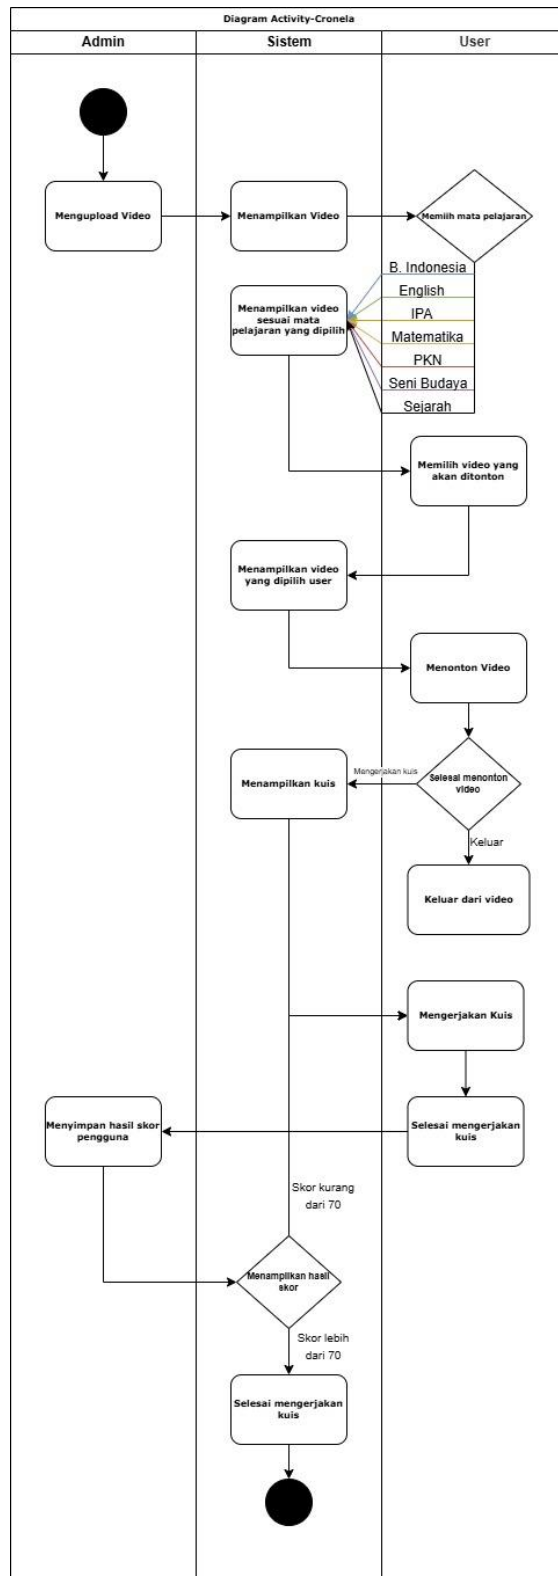 Diagram Activity-Cronela
Admin
Sistem
User
Mengupload Video
Menampilkan Video
Memiih mata pelajaran
B. Indonesia
English
IPA
Matematika
PKN
Seni Budaya
Sejarah
Menampilkan video
sesuai mata
pelajaran yang dipilih
Memilih video yang
akan ditonton
Menampilkan video
yang dipilih user
Menonton Video
Selesai menonton
video
Mengerjakan kuis
Menampilkan kuis
Keluar
Keluar dari video
Mengerjakan Kuis
Selesai mengerjakan
kuis
Menyimpan hasil skor
pengguna
Skor kurang
dari 70
Menampilkan hasil
skor
Skor lebih
dari 70
Selesai mengerjakan
kuis